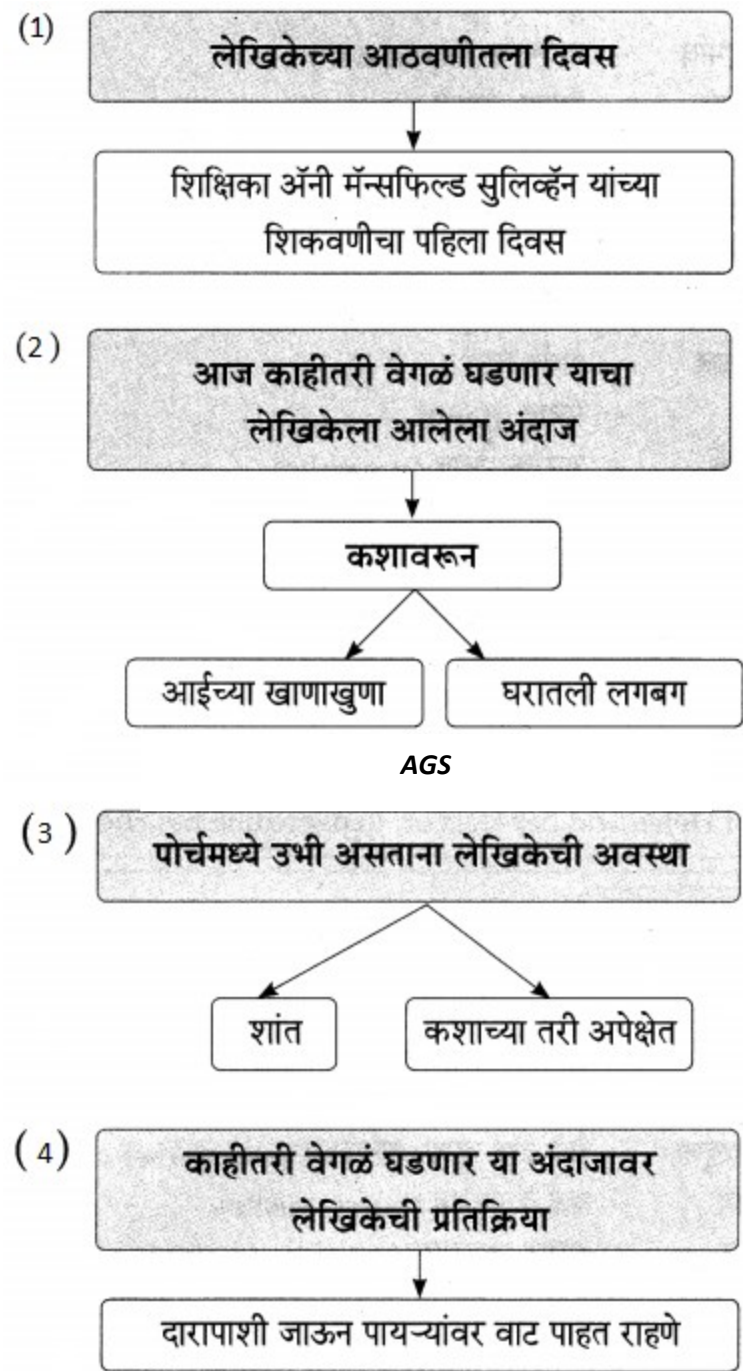 (1)
लेखिकेच्या आठवणीतला दिवस
शिक्षिका ॲनी मॅन्सफिल्ड सुलिव्हॅन यांच्या
शिकवणीचा पहिला दिवस
(2)
आज काहीतरी वेगळं घडणार याचा
लेखिकेला आलेला अंदाज
कशावरून
आईच्या खाणाखुणा घरातली लगबग
AGS
(3)
पोर्चमध्ये उभी असताना लेखिकेची अवस्था
शांत कशाच्या तरी अपेक्षेत
(4)
काहीतरी वेगळं घडणार या अंदाजावर
लेखिकेची प्रतिक्रिया
दारापाशी जाऊन पायऱ्यांवर वाट पाहत राहणे